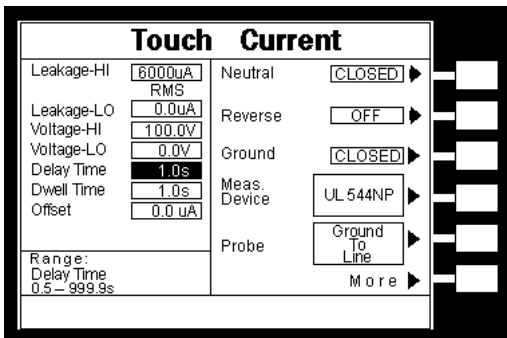 Touch Current
Leakage-HI 6000uA
RMS
Leakage-LO 0.0uA
Voltage-HI 100.0V
Voltage-LO 0.0V
Delay Time 1.0s
Dwell Time 1.0s
Offset 0.0 uA
Range:
Delay Time
0.5 – 999.9s
Neutral CLOSED
Reverse OFF
Ground CLOSED
Meas.
Device UL 544NP
Probe Ground
To
Line
More